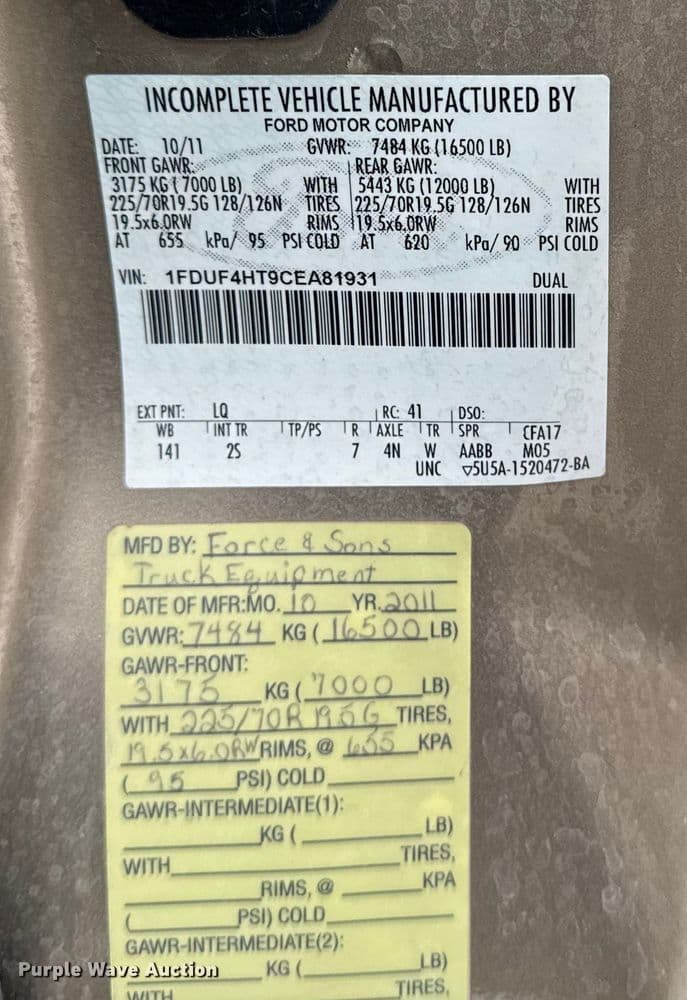 INCOMPLETE VEHICLE MANUFACTURED BY
FORD MOTOR COMPANY
DATE: 10/11 GVWR: 7484 KG (16500 LB)
FRONT GAWR: REAR GAWR:
3175 KG (7000 LB) WITH 5443 KG (12000 LB) WITH
225/70R19.5G 128/126N TIRES 225/70R19.5G 128/126N TIRES
19.5x6.0RW RIMS 19.5x6.0RW RIMS
AT 655 kPa/ 95 PSI COLD AT 620 kPa/ 90 PSI COLD
VIN: 1FDUF4HT9CEA81931 DUAL
EXT PNT: LQ RC: 41 DSO:
WB INT TR TP/PS R AXLE TR SPR CFA17
141 2S 7 4N W AABB M05
UNC ▽5U5A-1520472-BA
MFD BY: Force & Sons
Truck Equipment
DATE OF MFR:MO. 10 YR. 2011
GVWR: 7484 KG (16500 LB)
GAWR-FRONT:
3175 KG (7000 LB)
WITH 225/70R 19.5G TIRES,
19.5x6.0RW RIMS, @ 655 KPA
(95 PSI) COLD
GAWR-INTERMEDIATE(1):
KG ( LB)
WITH TIRES,
RIMS, @ KPA
( PSI) COLD
GAWR-INTERMEDIATE(2):
KG ( LB)
WITH TIRES,
Purple Wave Auction